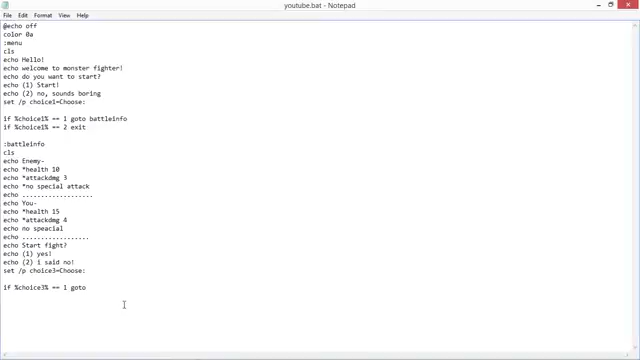 youtube.bat - Notepad
File Edit Format View Help
@echo off
color 0a
:menu
cls
echo Hello!
echo welcome to monster fighter!
echo do you want to start?
echo (1) Start!
echo (2) no, sounds boring
set /p choice1=Choose:
if %choice1% == 1 goto battleinfo
if %choice1% == 2 exit
:battleinfo
cls
echo Enemy-
echo *health 10
echo *attackdmg 3
echo *no special attack
echo ...................
echo You-
echo *health 15
echo *attackdmg 4
echo no speacial
echo ..................
echo Start fight?
echo (1) yes!
echo (2) i said no!
set /p choice3=Choose:
if %choice3% == 1 goto